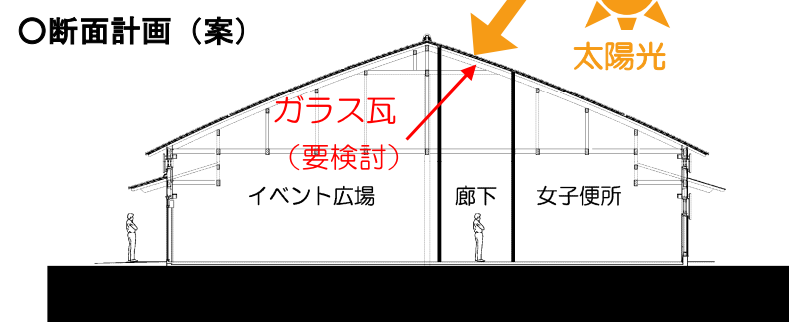 〇断面計画（案）
太陽光
ガラス瓦
（要検討）
イベント広場
廊下
女子便所